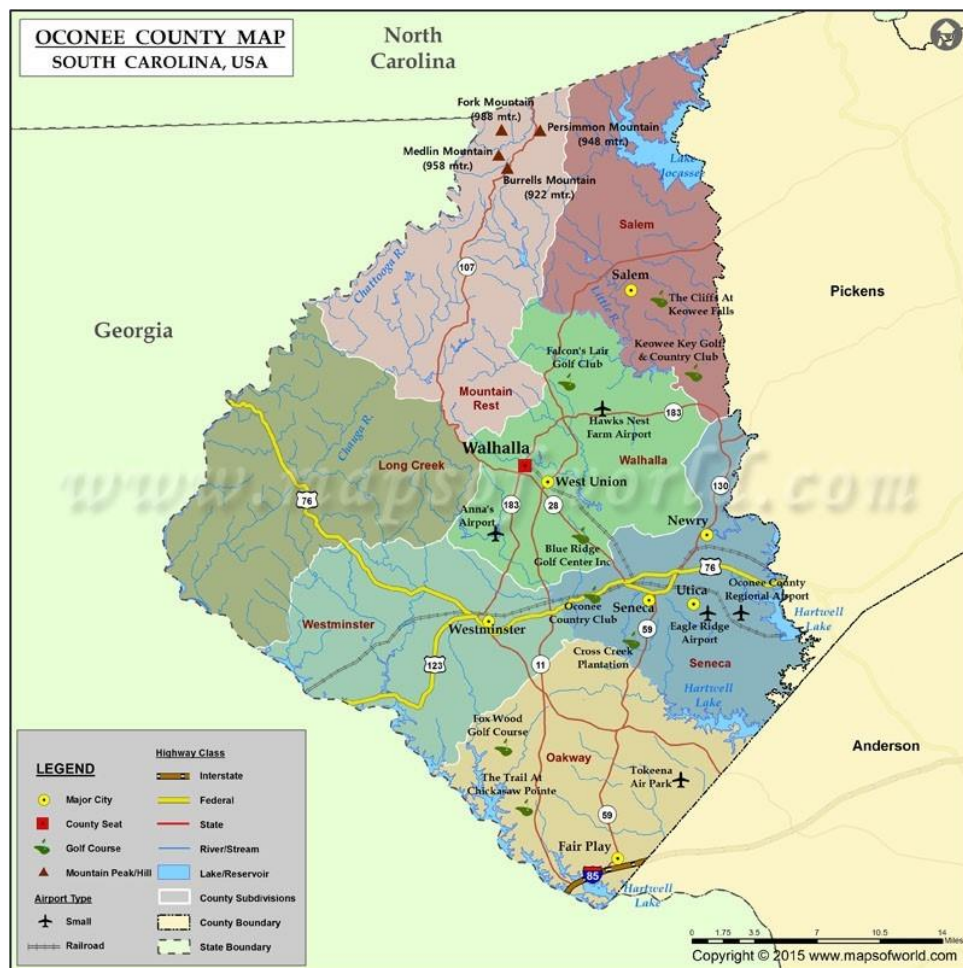 OCONEE COUNTY MAP
SOUTH CAROLINA, USA
North
Carolina
Fork Mountain
(988 mtr.)
Persimmon Mountain
(948 mtr.)
Medlin Mountain
(958 mtr.)
Burrells Mountain
(922 mtr.)
Lake
Jocasse
Salem
107
Chattooga R.
Salem
Little R.
The Cliffs At
Keowee Falls
Pickens
Georgia
Falcon's Lair
Golf Club
Keowee Key Golf
& Country Club
Mountain
Rest
Hawks Nest
Farm Airport
183
Chauga R.
Walhalla
Long Creek
Walhalla
www.mapsofworld.com
West Union
130
76
183
28
Anna's
Airport
Newry
Blue Ridge
Golf Center Inc
76
Oconee County
Regional Airport
Utica
Oconee
Country Club
Seneca
Hartwell
Lake
Westminster
Westminster
Eagle Ridge
Airport
59
Cross Creek
Plantation
Seneca
123
11
Hartwell
Lake
Fox Wood
Golf Course
Oakway
Anderson
The Trail At
Chickasaw Pointe
Tokeena
Air Park
59
Fair Play
85
Hartwell
Lake
LEGEND
Major City
County Seat
Golf Course
Mountain Peak/Hill
Airport Type
Small
Railroad
Highway Class
Interstate
Federal
State
River/Stream
Lake/Reservoir
County Subdivisions
County Boundary
State Boundary
0 1.75 3.5 7 10.5 14
Miles
Copyright © 2015 www.mapsofworld.com